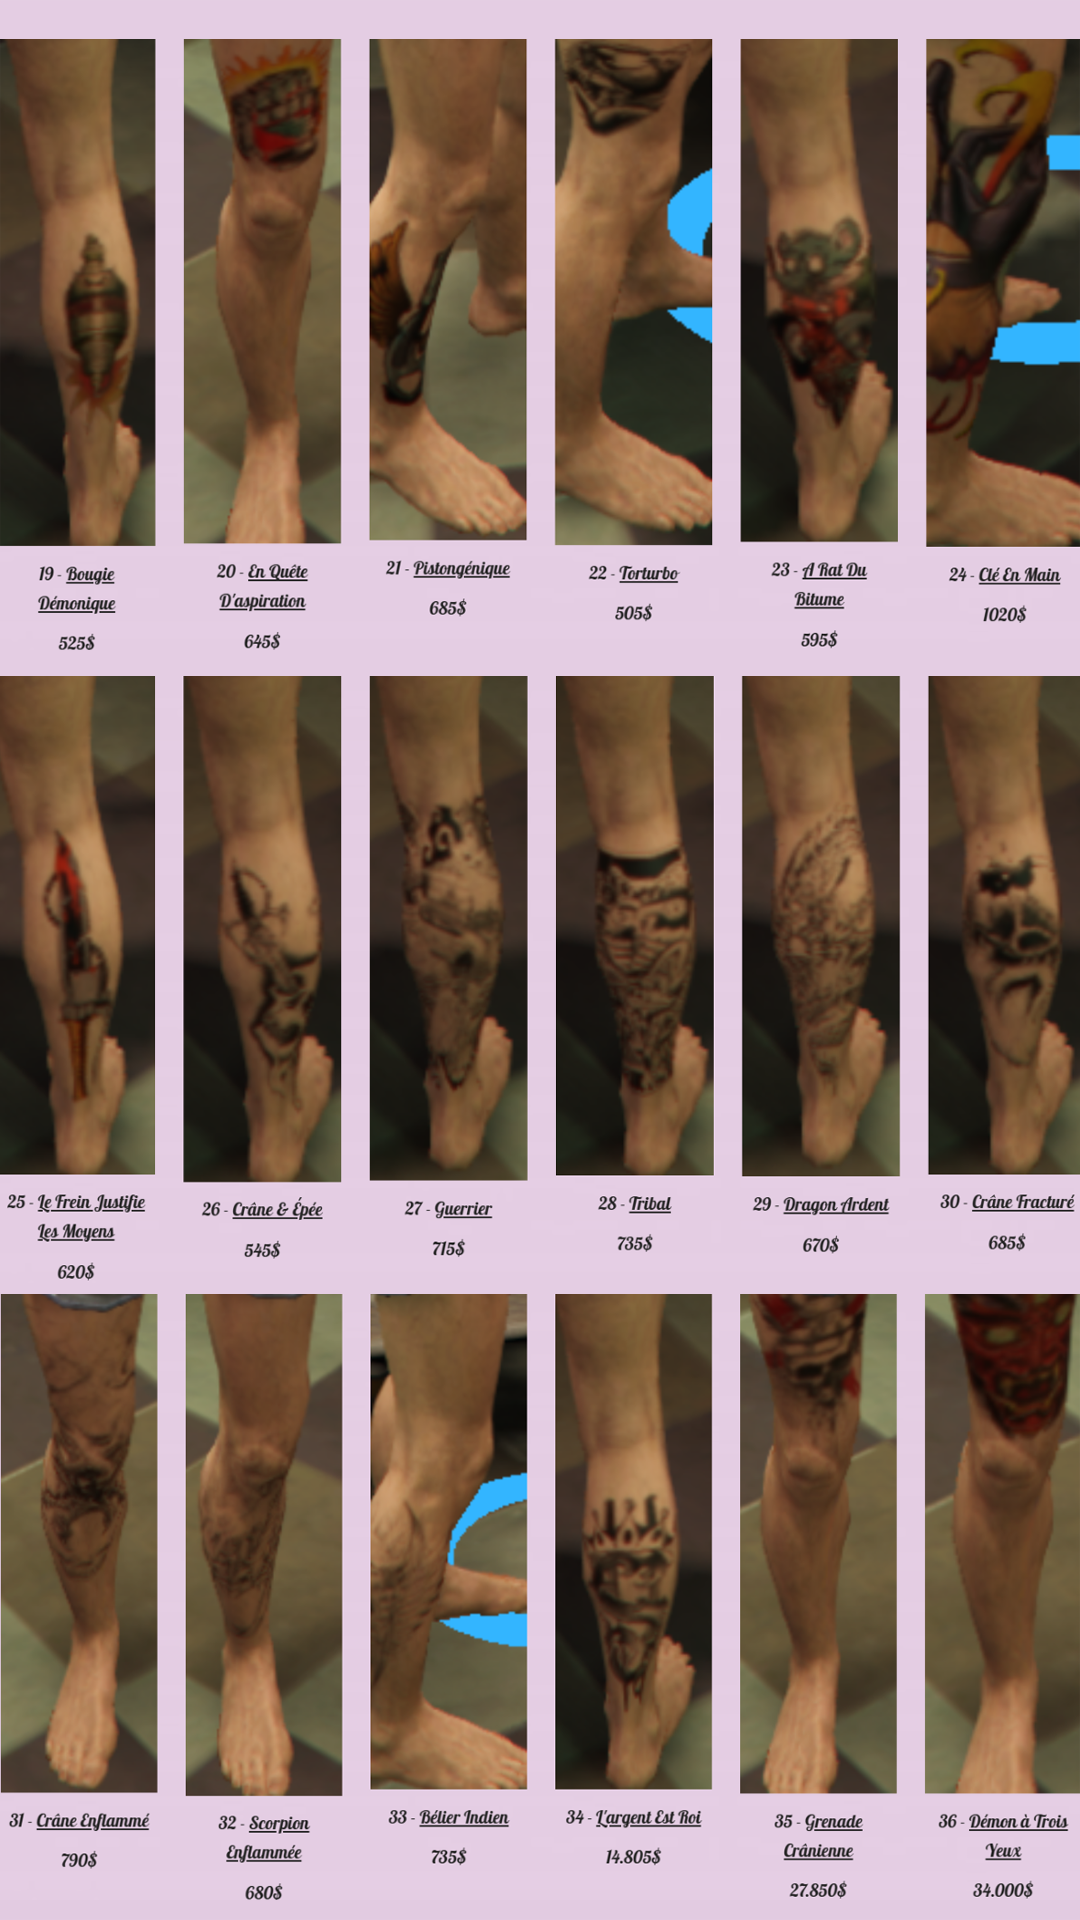 19 - Bougie
Démonique
525$
20 - En Quête
D'aspiration
645$
21 - Pistongénique
685$
22 - Torturbo
505$
23 - A Rat Du
Bitume
595$
24 - Clé En Main
1020$
25 - Le Frein Justifie
Les Moyens
620$
26 - Crâne & Épée
545$
27 - Guerrier
715$
28 - Tribal
735$
29 - Dragon Ardent
670$
30 - Crâne Fracturé
685$
31 - Crâne Enflammé
790$
32 - Scorpion
Enflammée
680$
33 - Bélier Indien
735$
34 - L'argent Est Roi
14.805$
35 - Grenade
Crânienne
27.850$
36 - Démon à Trois
Yeux
34.000$